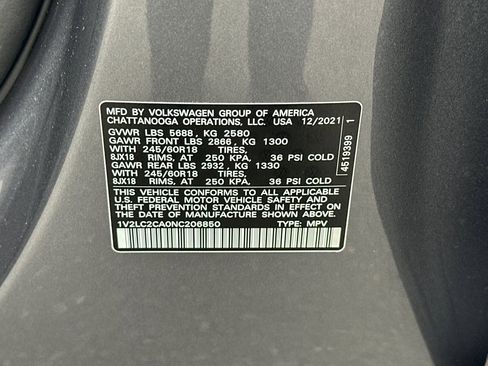 MFD BY VOLKSWAGEN GROUP OF AMERICA
CHATTANOOGA OPERATIONS, LLC. USA 12/2021
GVWR LBS 5688, KG 2580
GAWR FRONT LBS 2866, KG 1300
WITH 245/60R18 TIRES,
8JX18 RIMS, AT 250 KPA, 36 PSI COLD
GAWR REAR LBS 2932, KG 1330
WITH 245/60R18 TIRES,
8JX18 RIMS, AT 250 KPA, 36 PSI COLD
THIS VEHICLE CONFORMS TO ALL APPLICABLE
U.S. FEDERAL MOTOR VEHICLE SAFETY AND
THEFT PREVENTION STANDARDS IN EFFECT ON
THE DATE OF MANUFACTURE SHOWN ABOVE.
1V2LC2CA0NC206850 TYPE: MPV
4519399 1